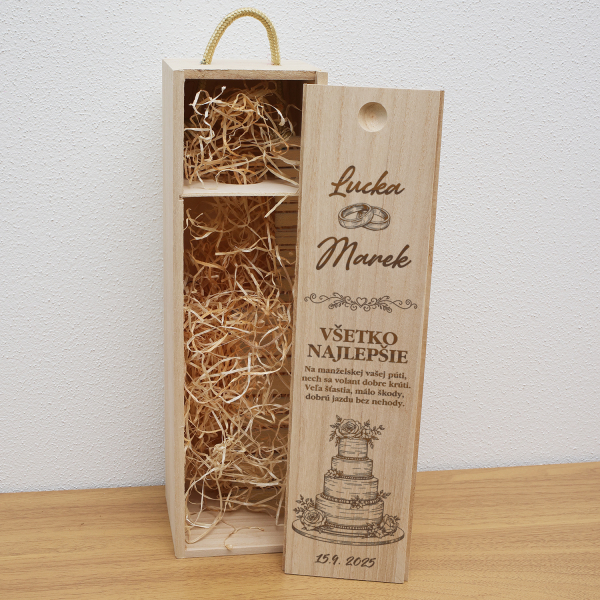 Lucka
Marek
VŠETKO
NAJLEPŠIE
Na manželskej vašej púti,
nech sa volant dobre krúti.
Veľa šťastia, málo škody,
dobrú jazdu bez nehody.
15.9. 2025